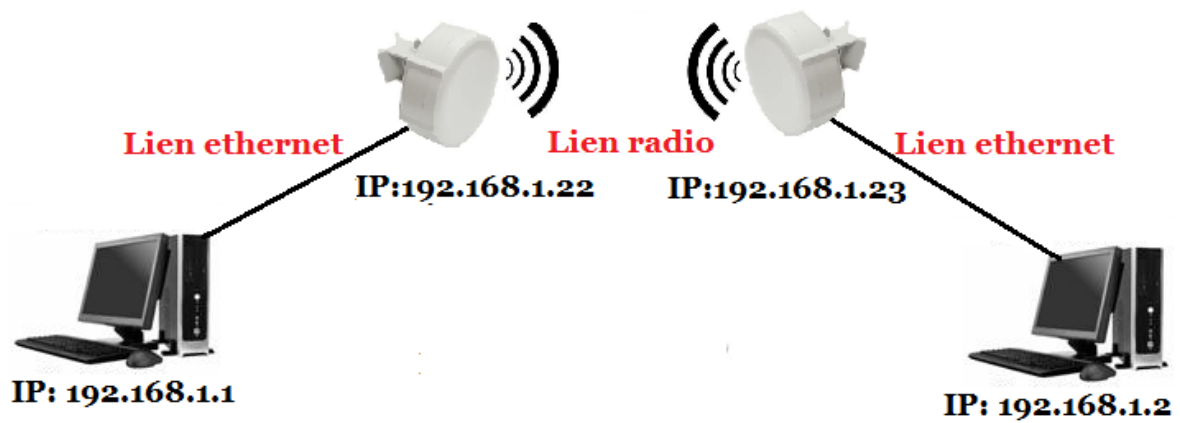 Lien ethernet
Lien radio
Lien ethernet
IP:192.168.1.22
IP:192.168.1.23
IP: 192.168.1.1
IP: 192.168.1.2